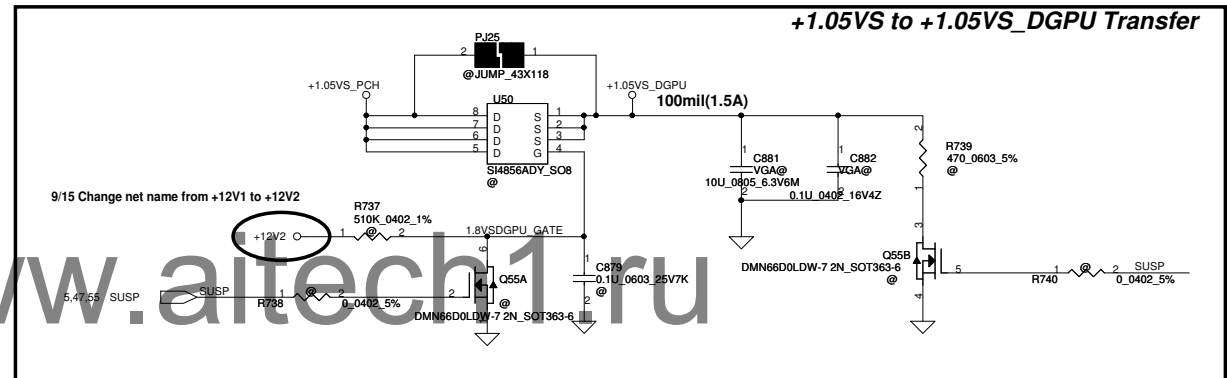 +1.05VS to +1.05VS_DGPU Transfer
PJ25
2 1
@JUMP_43X118
+1.05VS_PCH
U50
+1.05VS_DGPU
100mil(1.5A)
8 D S 1
7 D S 2
6 D S 3
5 D G 4
SI4856ADY_SO8
@
1
C881
VGA@
10U_0805_6.3V6M
2
1
C882
VGA@
2
0.1U_0402_16V4Z
2
R739
470_0603_5%
@
1
9/15 Change net name from +12V1 to +12V2
R737
510K_0402_1%
+12V2
1 @ 2
1.8VSDGPU_GATE
6
Q55A
2
@
DMN66D0LDW-7 2N_SOT363-6
1
C879
0.1U_0603_25V7K
@
2
3
Q55B
DMN66D0LDW-7 2N_SOT363-6
@
5
4
1 @ 2 SUSP
R740 0_0402_5%
5,47,55 SUSP
SUSP
1 @ 2
R738 0_0402_5%
w.aitech1.ru